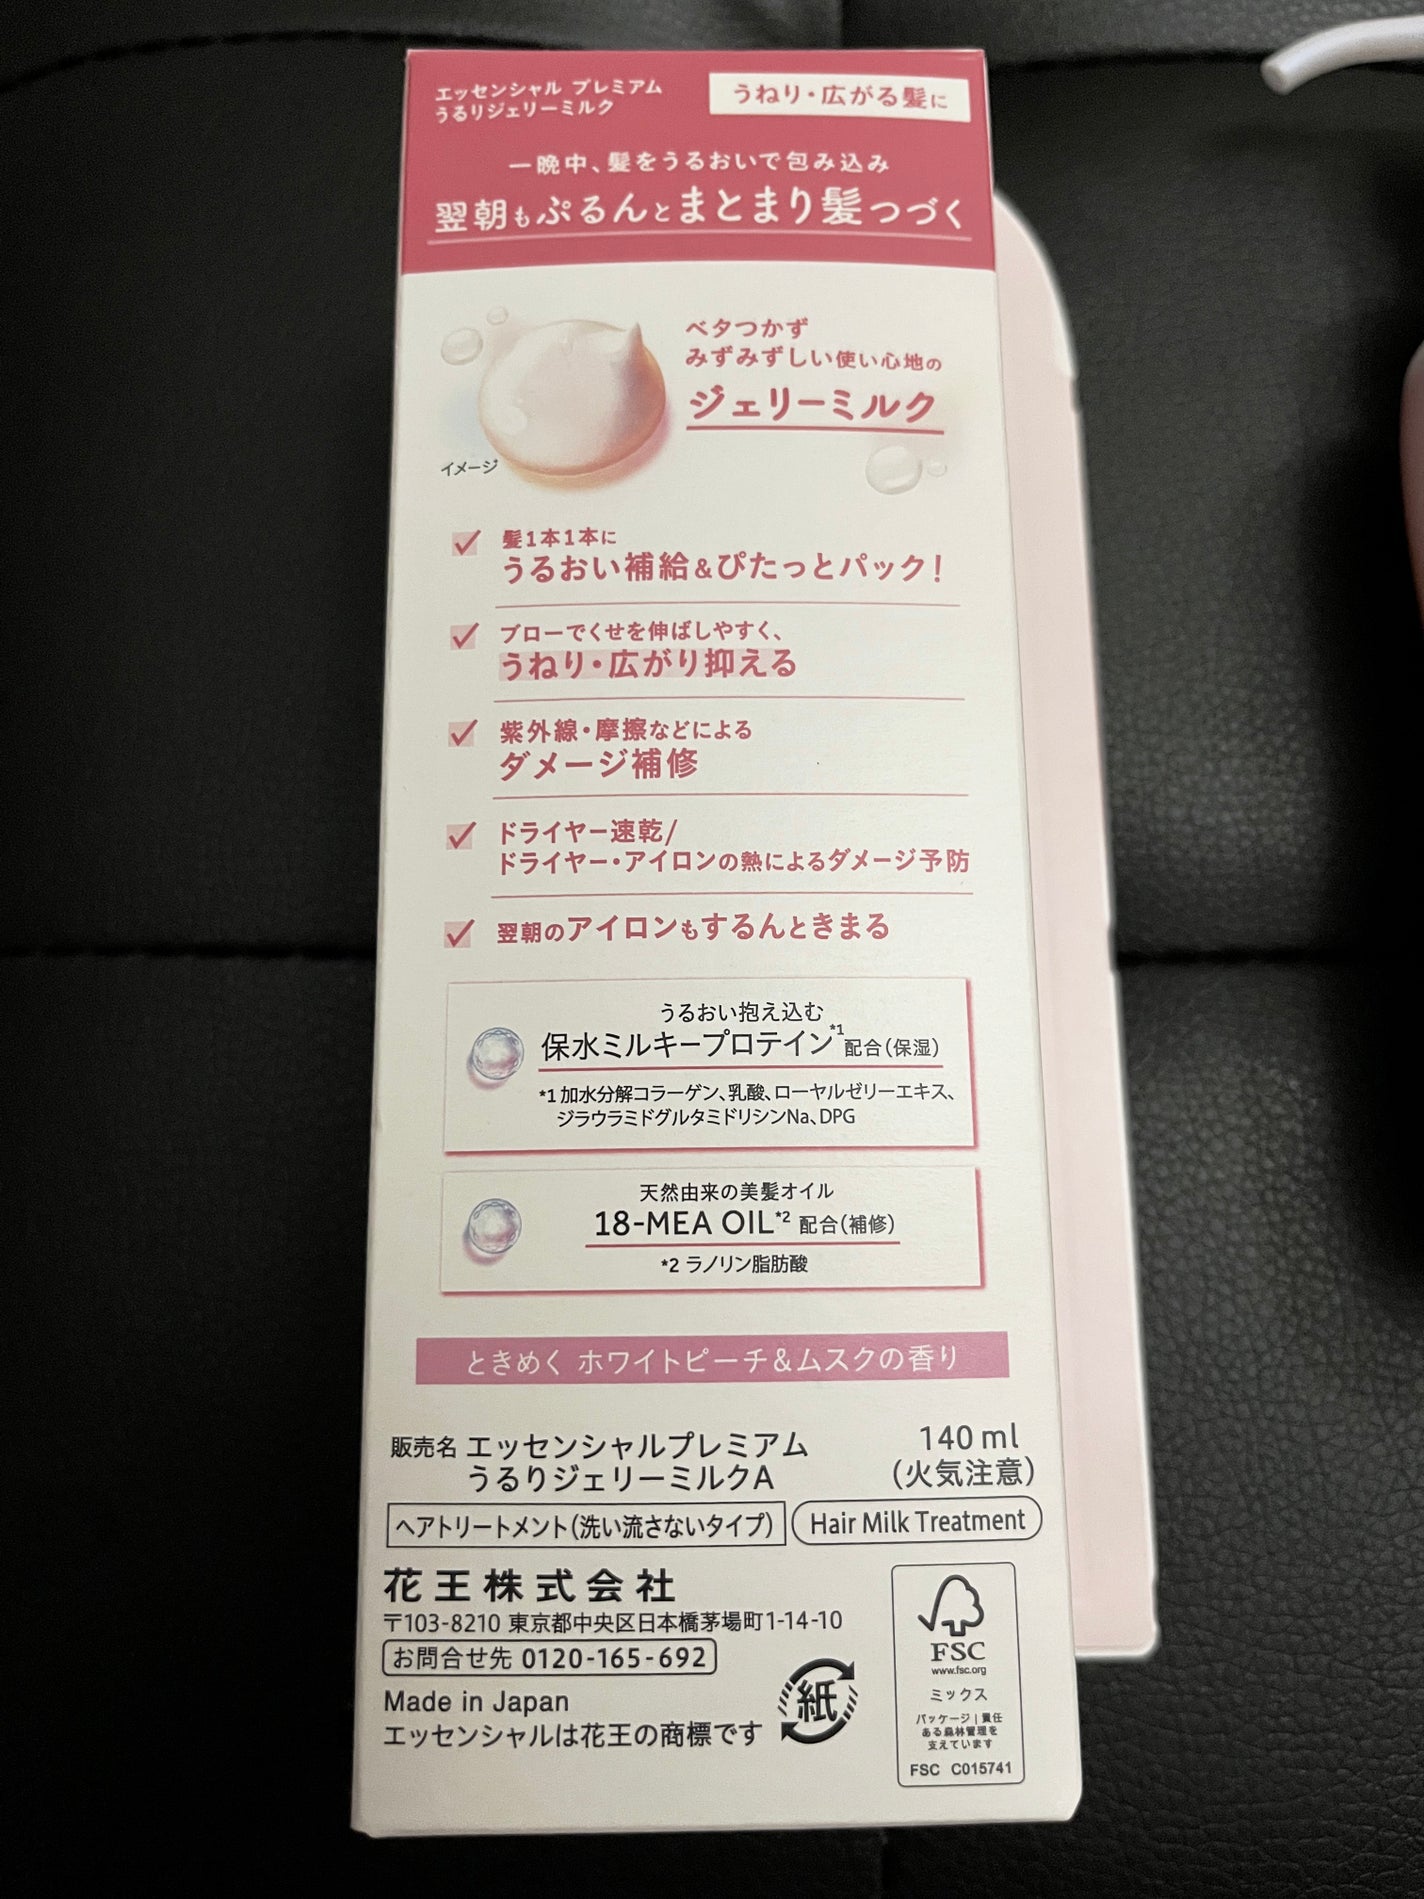 エッセンシャル プレミアム
うるりジェリーミルク
うねり・広がる髪に
一晩中、髪をうるおいで包み込み
翌朝もぷるんとまとまり髪つづく
ベタつかず
みずみずしい使い心地の
ジェリーミルク
イメージ
髪1本1本に
うるおい補給&ぴたっとパック!
ブローでくせを伸ばしやすく、
うねり・広がり抑える
紫外線・摩擦などによる
ダメージ補修
ドライヤー速乾/
ドライヤー・アイロンの熱によるダメージ予防
翌朝のアイロンもするんときまる
うるおい抱え込む
保水ミルキープロテイン*1配合(保湿)
*1 加水分解コラーゲン、乳酸、ローヤルゼリーエキス、
ジラウラミドグルタミドリシンNa、DPG
天然由来の美髪オイル
18-MEA OIL*2 配合(補修)
*2 ラノリン脂肪酸
ときめく ホワイトピーチ&ムスクの香り
販売名 エッセンシャルプレミアム
うるりジェリーミルクA
140 ml
(火気注意)
ヘアトリートメント(洗い流さないタイプ)
Hair Milk Treatment
花王株式会社
〒103-8210 東京都中央区日本橋茅場町1-14-10
お問合せ先 0120-165-692
Made in Japan
エッセンシャルは花王の商標です
紙
FSC
www.fsc.org
ミックス
パッケージ|責任
ある森林管理を
支えています
FSC C015741